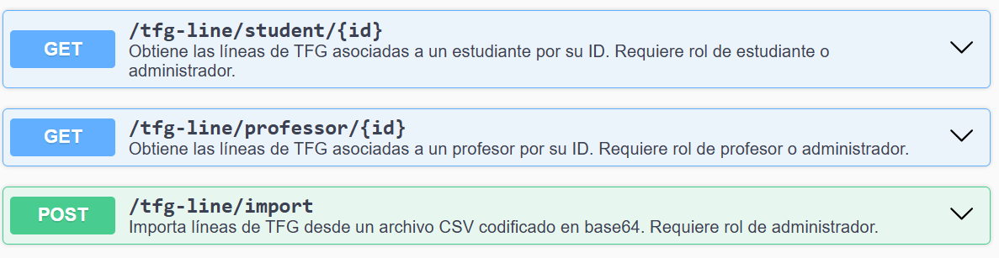 GET
/tfg-line/student/{id}
Obtiene las líneas de TFG asociadas a un estudiante por su ID. Requiere rol de estudiante o
administrador.
GET
/tfg-line/professor/{id}
Obtiene las líneas de TFG asociadas a un profesor por su ID. Requiere rol de profesor o administrador.
POST
/tfg-line/import
Importa líneas de TFG desde un archivo CSV codificado en base64. Requiere rol de administrador.